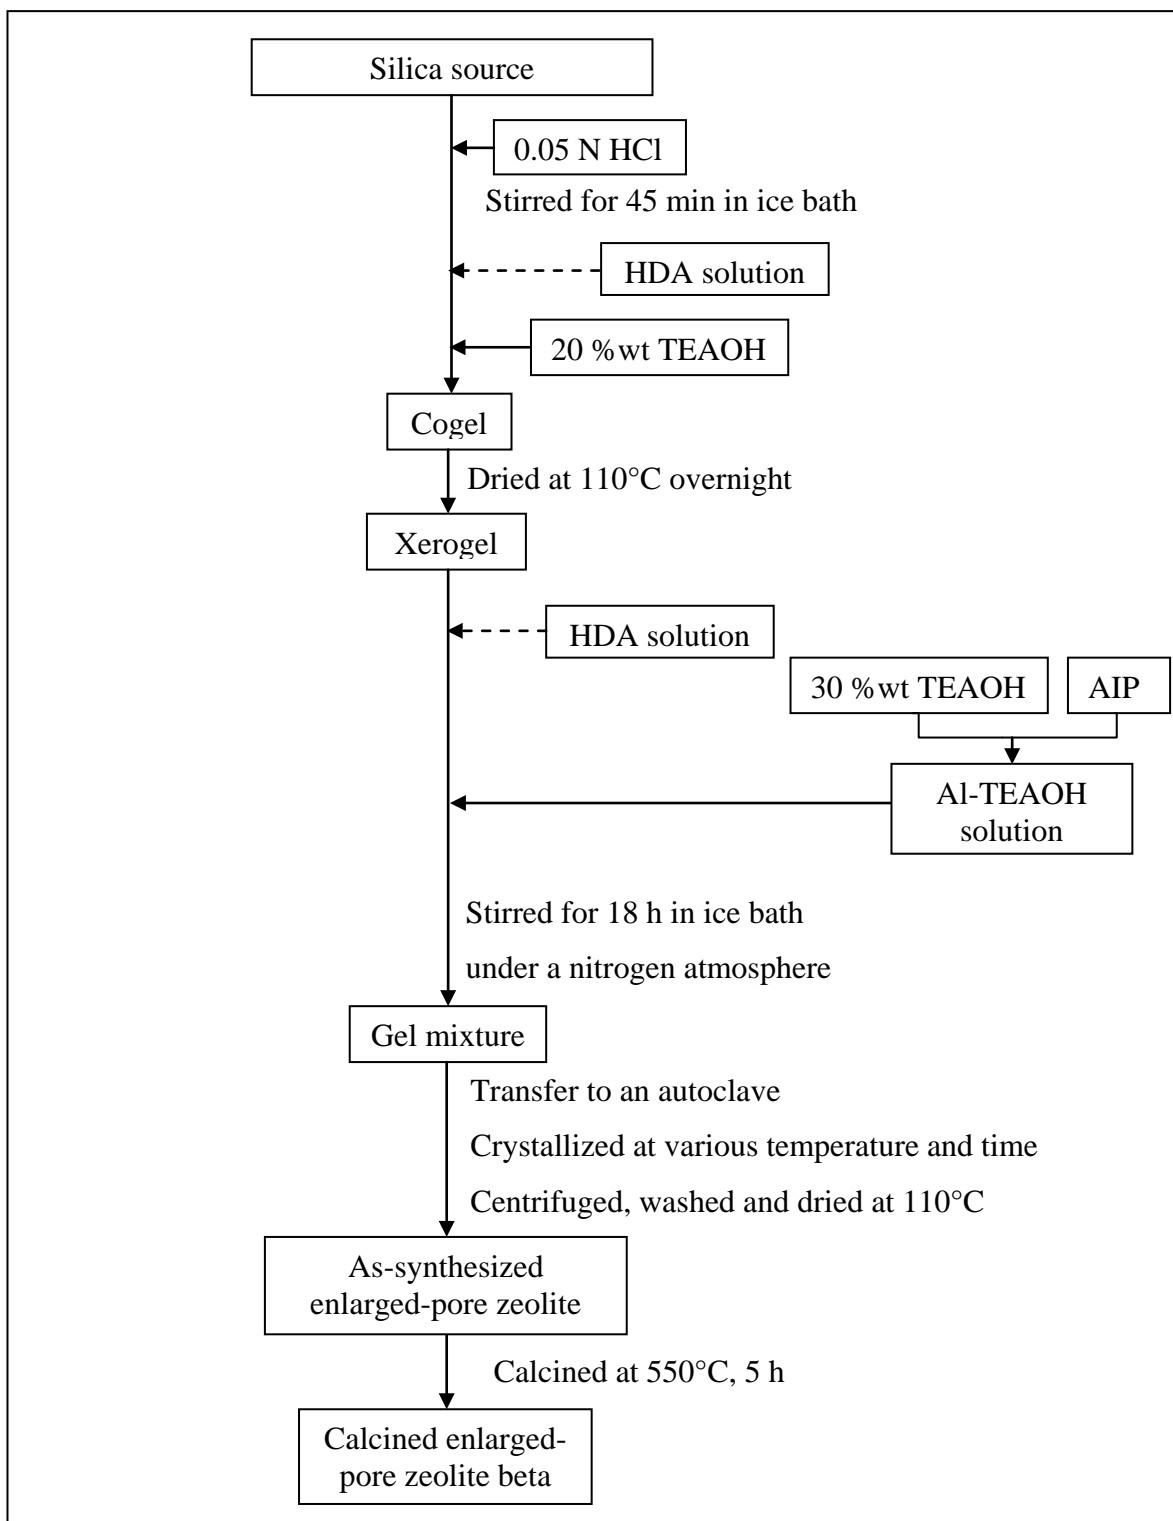 Silica source
0.05 N HCl
Stirred for 45 min in ice bath
HDA solution
20 %wt TEAOH
Cogel
Dried at 110°C overnight
Xerogel
HDA solution
30 %wt TEAOH
AIP
Al-TEAOH
solution
Stirred for 18 h in ice bath
under a nitrogen atmosphere
Gel mixture
Transfer to an autoclave
Crystallized at various temperature and time
Centrifuged, washed and dried at 110°C
As-synthesized
enlarged-pore zeolite
Calcined at 550°C, 5 h
Calcined enlarged-
pore zeolite beta